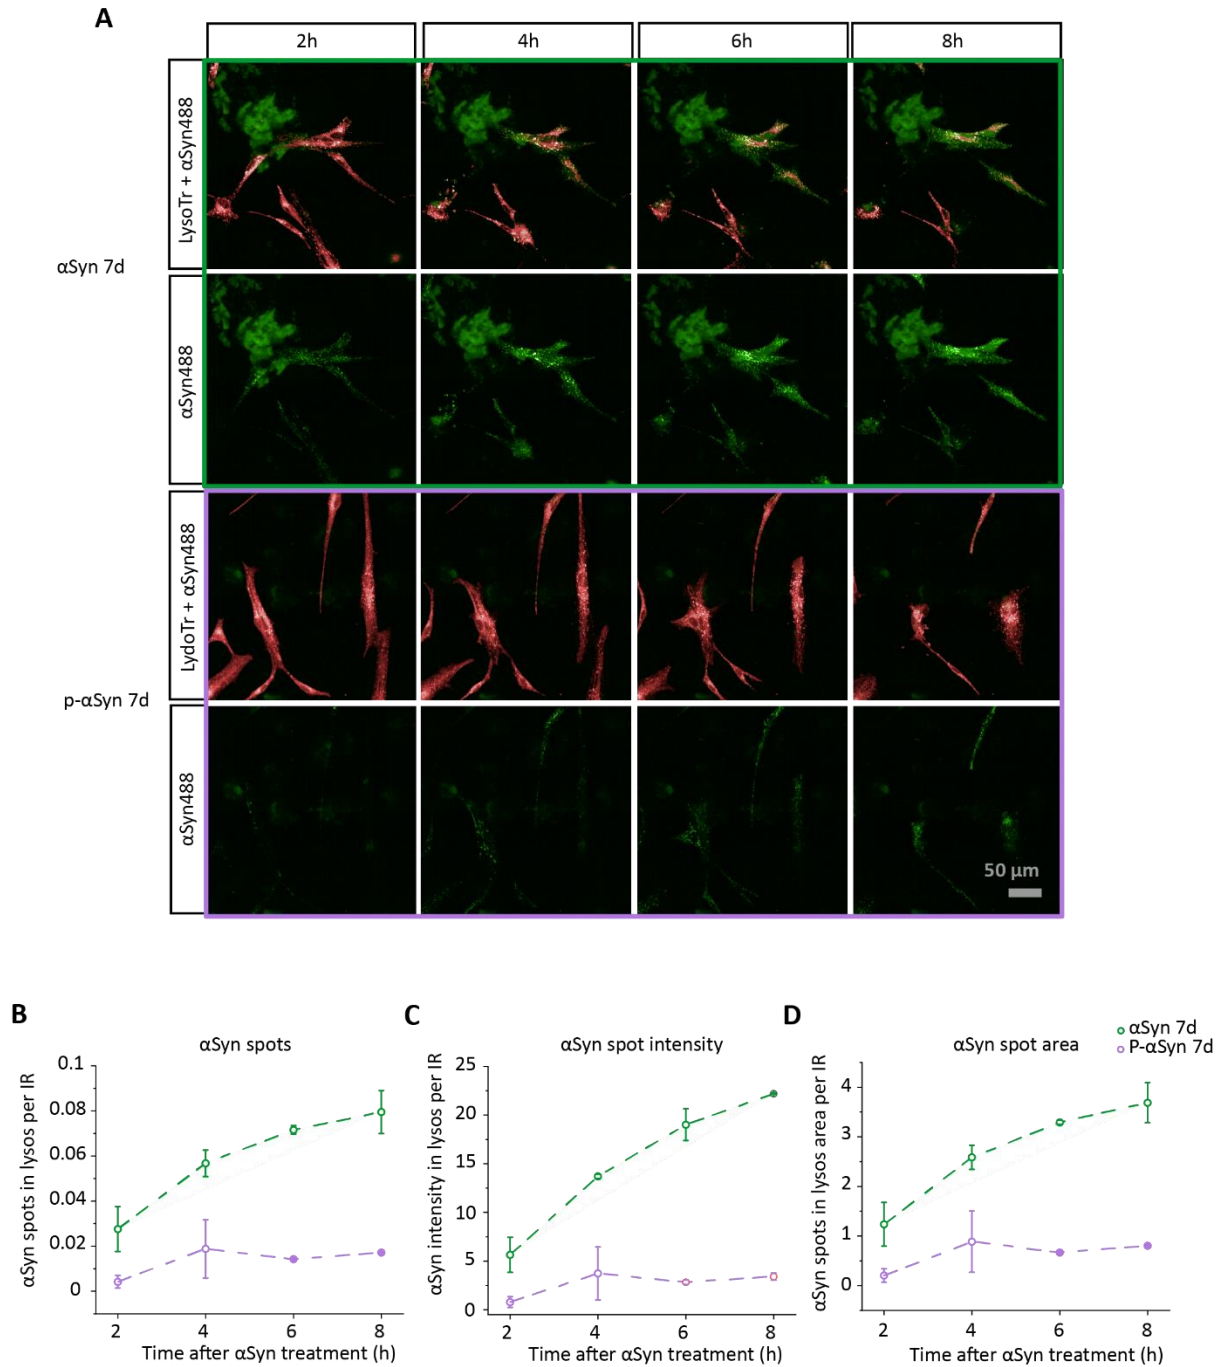 A
2h 4h 6h 8h
LysoTr + αSyn488
αSyn 7d
αSyn488
LydoTr + αSyn488
p-αSyn 7d
αSyn488
50 µm
B
αSyn spots
αSyn spots in lysos per IR
0.1
0.08
0.06
0.04
0.02
0
2 4 6 8
Time after αSyn treatment (h)
C
αSyn spot intensity
αSyn intensity in lysos per IR
25
20
15
10
5
0
2 4 6 8
Time after αSyn treatment (h)
D
αSyn spot area
αSyn 7d
P-αSyn 7d
αSyn spots in lysos area per IR
4
3
2
1
0
2 4 6 8
Time after αSyn treatment (h)